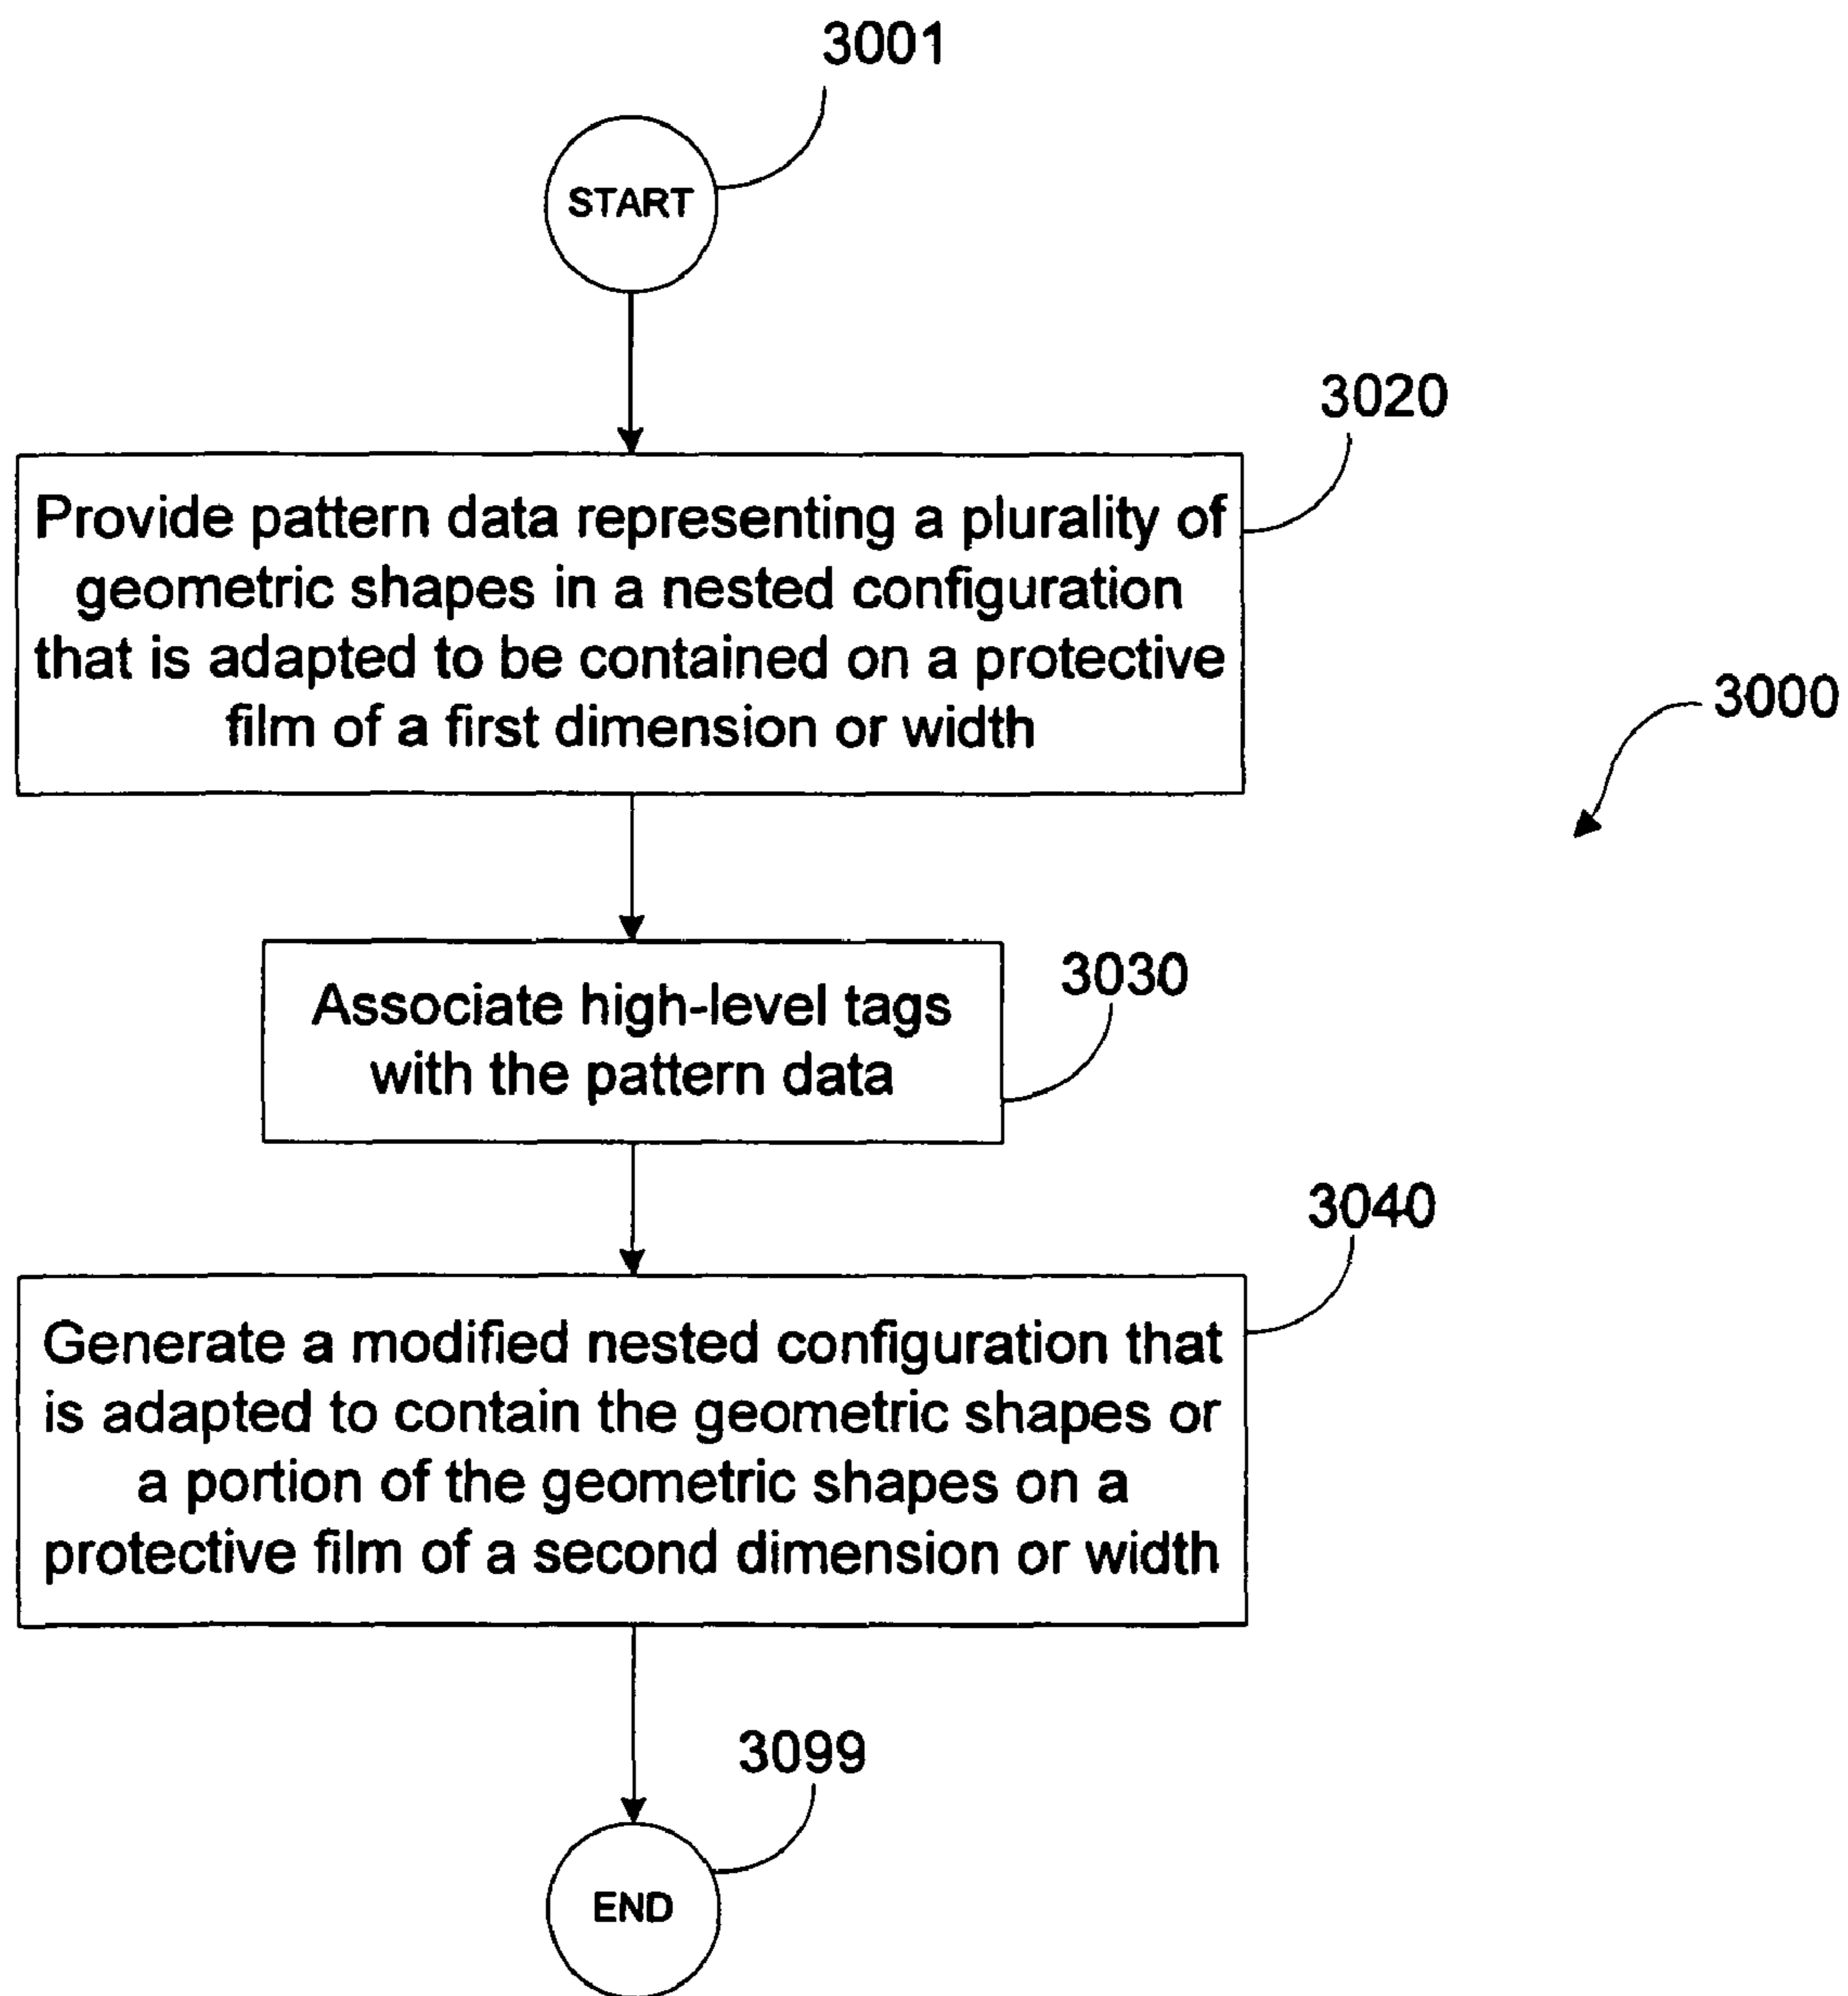 3001
START
3020
Provide pattern data representing a plurality of
geometric shapes in a nested configuration
that is adapted to be contained on a protective
film of a first dimension or width
3000
3030
Associate high-level tags
with the pattern data
3040
Generate a modified nested configuration that
is adapted to contain the geometric shapes or
a portion of the geometric shapes on a
protective film of a second dimension or width
3099
END